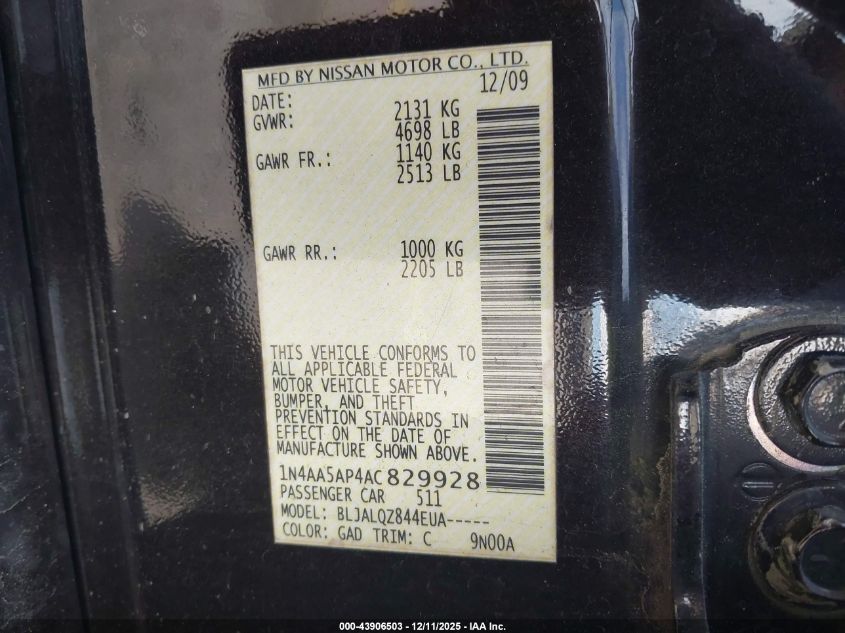 MFD BY NISSAN MOTOR CO., LTD.
DATE: 12/09
GVWR: 2131 KG
4698 LB
GAWR FR.: 1140 KG
2513 LB
GAWR RR.: 1000 KG
2205 LB
THIS VEHICLE CONFORMS TO
ALL APPLICABLE FEDERAL
MOTOR VEHICLE SAFETY,
BUMPER, AND THEFT
PREVENTION STANDARDS IN
EFFECT ON THE DATE OF
MANUFACTURE SHOWN ABOVE.
1N4AA5AP4AC829928
PASSENGER CAR 511
MODEL: BLJALQZ844EUA-----
COLOR: GAD TRIM: C 9N00A
000-43906503 - 12/11/2025 - IAA Inc.